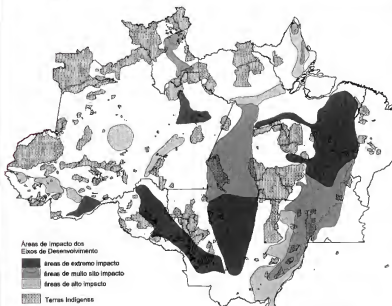 Áreas de Impacto dos
Eixos de Desenvolvimento
áreas de extremo impacto
áreas de muito alto impacto
áreas de alto impacto
Terras Indígenas